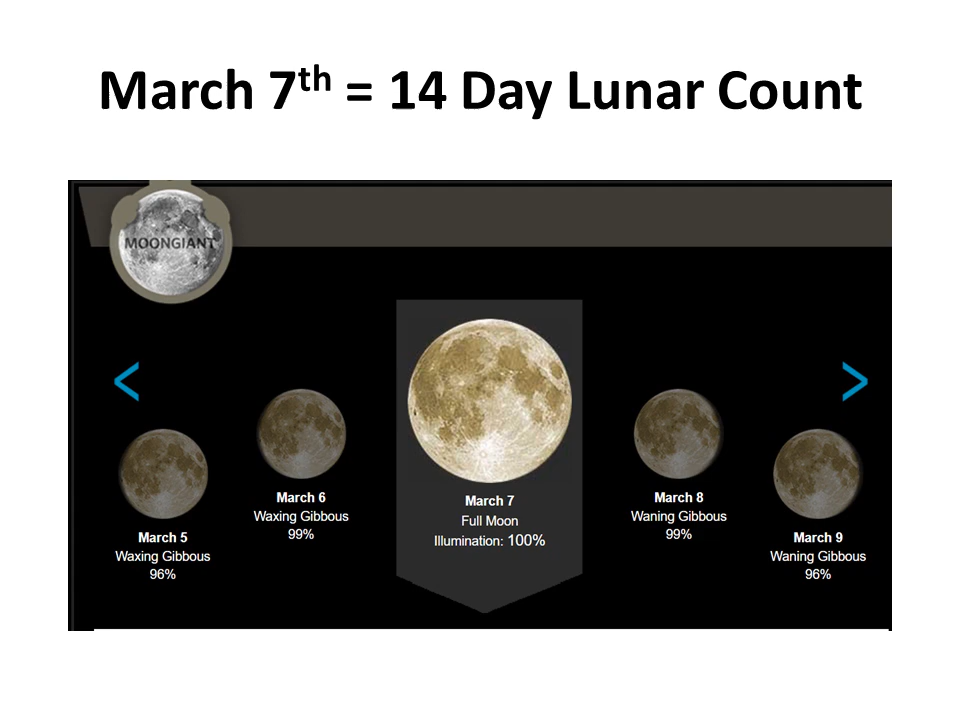 March 7th = 14 Day Lunar Count
MOONGIANT
<
>
March 5
Waxing Gibbous
96%
March 6
Waxing Gibbous
99%
March 7
Full Moon
Illumination: 100%
March 8
Waning Gibbous
99%
March 9
Waning Gibbous
96%